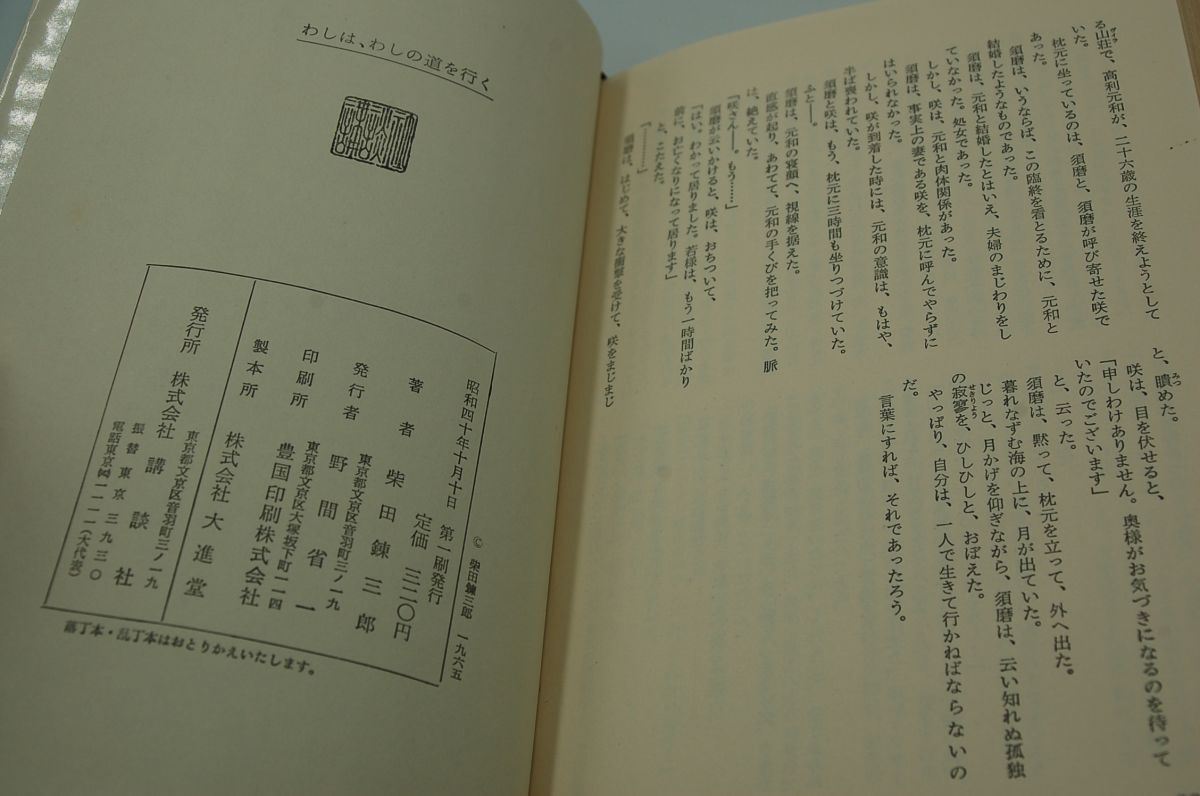 る山荘で、高利元和が、二十六歳の生涯を終えようとして
いた。
枕元に坐っているのは、須磨と、須磨が呼び寄せた咲で
あった。
須磨は、いうならば、この臨終を看とるために、元和と
結婚したようなものであった。
須磨は、元和と結婚したとはいえ、夫婦のまじわりをし
ていなかった。処女であった。
しかし、咲は、元和と肉体関係があった。
須磨は、事実上の妻である咲を、枕元に呼んでやらずに
はいられなかった。
しかし、咲が到着した時には、元和の意識は、もはや、
半ば喪われていた。
須磨と咲は、もう、枕元に三時間も坐りつづけていた。
ふと――。
須磨は、元和の寝顔へ、視線を据えた。
直感が起り、あわてて、元和の手くびを把ってみた。脈
は、絶えていた。
「咲さん――。もう……」
須磨が云いかけると、咲は、おちついて、
「はい。わかって居りました。若様は、もう一時間ばかり
前に、お亡くなりになって居ります」
と、こたえた。
「…………」
須磨は、はじめて、大きな衝撃を受けて、咲をまじまじ
と、瞶めた。
咲は、目を伏せると、
「申しわけありません。奥様がお気づきになるのを待って
いたのでございます」
と、云った。
須磨は、黙って、枕元を立って、外へ出た。
暮れなずむ海の上に、月が出ていた。
じっと、月かげを仰ぎながら、須磨は、云い知れぬ孤独
の寂寥を、ひしひしと、おぼえた。
やっぱり、自分は、一人で生きて行かねばならないの
だ。
言葉にすれば、それであったろう。
わしは、わしの道を行く
© 柴田錬三郎 一九六五
昭和四十年十月十日 第一刷発行
定価 三二〇円
著者 柴田錬三郎
東京都文京区音羽町三ノ一九
発行者 野間省一
東京都文京区大塚坂下町一一四
印刷所 豊国印刷株式会社
製本所 株式会社大進堂
東京都文京区音羽町三ノ一九
発行所 株式会社講談社
振替東京三九三〇
電話東京一一一一(大代表)
落丁本・乱丁本はおとりかえいたします。